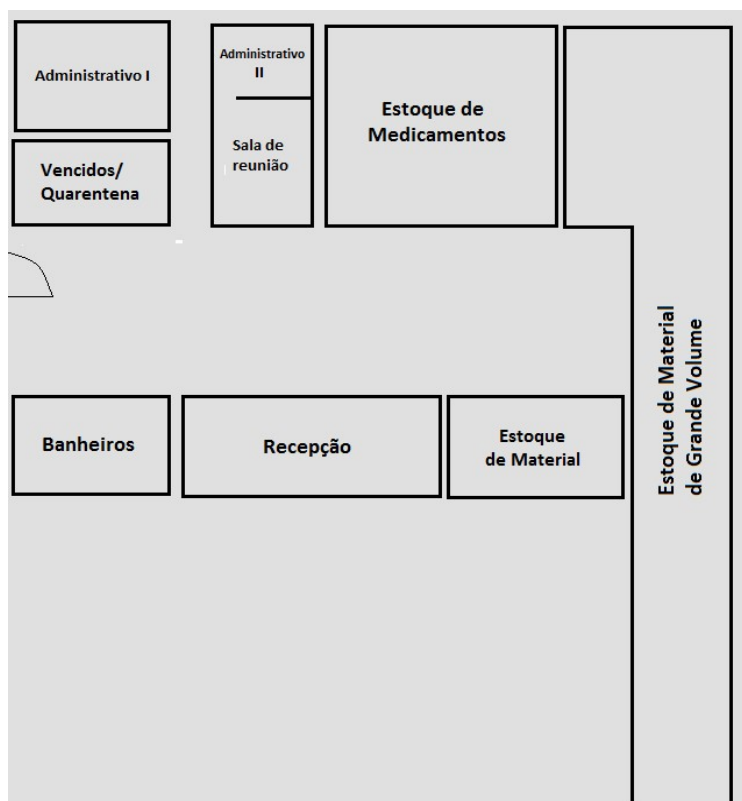 Administrativo I
Administrativo
II
Estoque de
Medicamentos
Sala de
reunião
Vencidos/
Quarentena
Estoque de Material
de Grande Volume
Banheiros
Recepção
Estoque
de Material